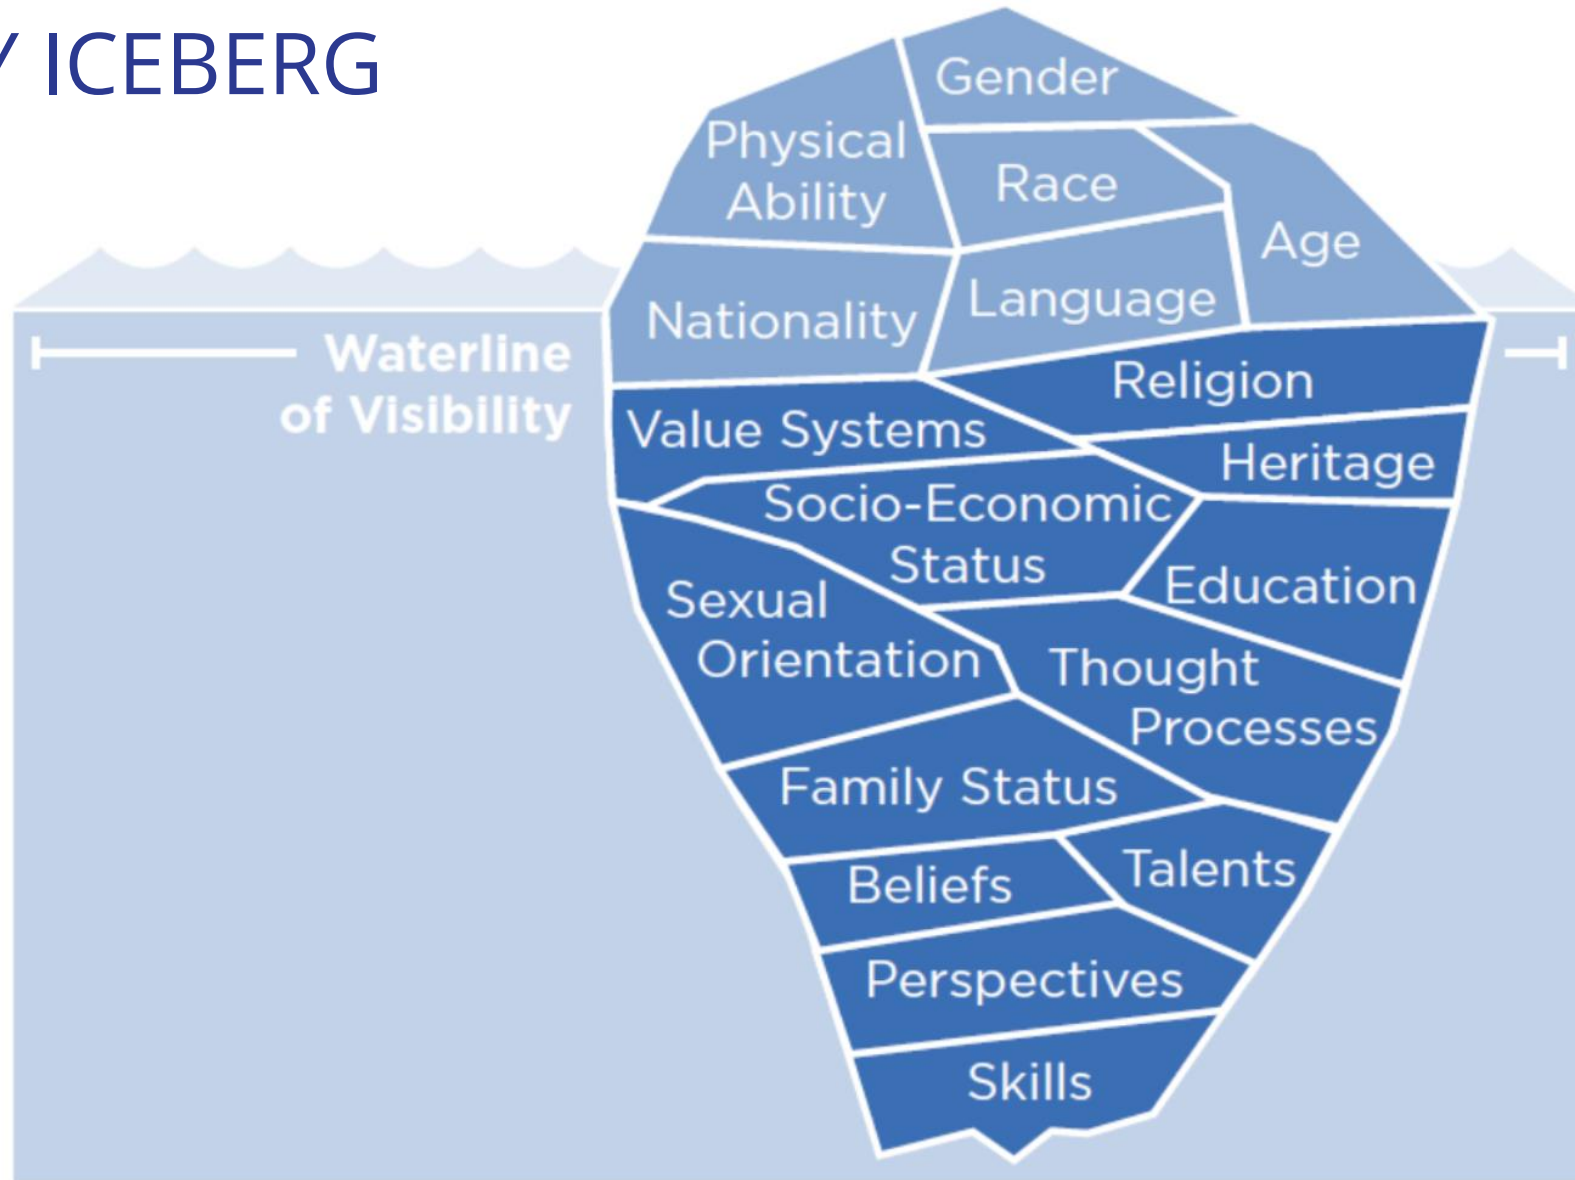 Y ICEBERG
Gender
Physical
Ability
Race
Age
Nationality
Language
Waterline
of Visibility
Religion
Value Systems
Heritage
Socio-Economic
Status
Education
Sexual
Orientation
Thought
Processes
Family Status
Beliefs
Talents
Perspectives
Skills